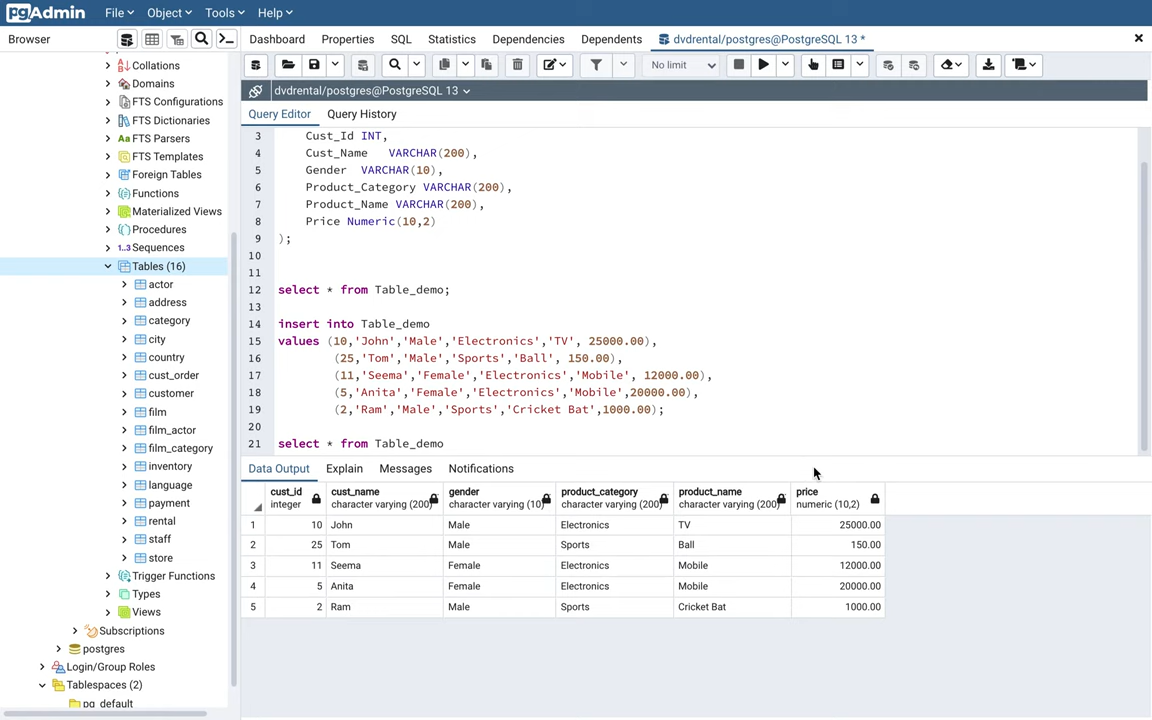 pgAdmin File Object Tools Help
Browser
Dashboard Properties SQL Statistics Dependencies Dependents dvdrental/postgres@PostgreSQL 13 *
No limit
dvdrental/postgres@PostgreSQL 13
Query Editor Query History
Collations
Domains
FTS Configurations
FTS Dictionaries
Aa FTS Parsers
FTS Templates
Foreign Tables
Functions
Materialized Views
Procedures
1..3 Sequences
Tables (16)
actor
address
category
city
country
cust_order
customer
film
film_actor
film_category
inventory
language
payment
rental
staff
store
Trigger Functions
Types
Views
Subscriptions
postgres
Login/Group Roles
Tablespaces (2)
pg_default
3 Cust_Id INT,
4 Cust_Name VARCHAR(200),
5 Gender VARCHAR(10),
6 Product_Category VARCHAR(200),
7 Product_Name VARCHAR(200),
8 Price Numeric(10,2)
9 );
10
11
12 select * from Table_demo;
13
14 insert into Table_demo
15 values (10,'John','Male','Electronics','TV', 25000.00),
16 (25,'Tom','Male','Sports','Ball', 150.00),
17 (11,'Seema','Female','Electronics','Mobile', 12000.00),
18 (5,'Anita','Female','Electronics','Mobile',20000.00),
19 (2,'Ram','Male','Sports','Cricket Bat',1000.00);
20
21 select * from Table_demo
Data Output Explain Messages Notifications
cust_id cust_name gender product_category product_name price
integer character varying (200) character varying (10) character varying (200) character varying (200) numeric (10,2)
1 10 John Male Electronics TV 25000.00
2 25 Tom Male Sports Ball 150.00
3 11 Seema Female Electronics Mobile 12000.00
4 5 Anita Female Electronics Mobile 20000.00
5 2 Ram Male Sports Cricket Bat 1000.00